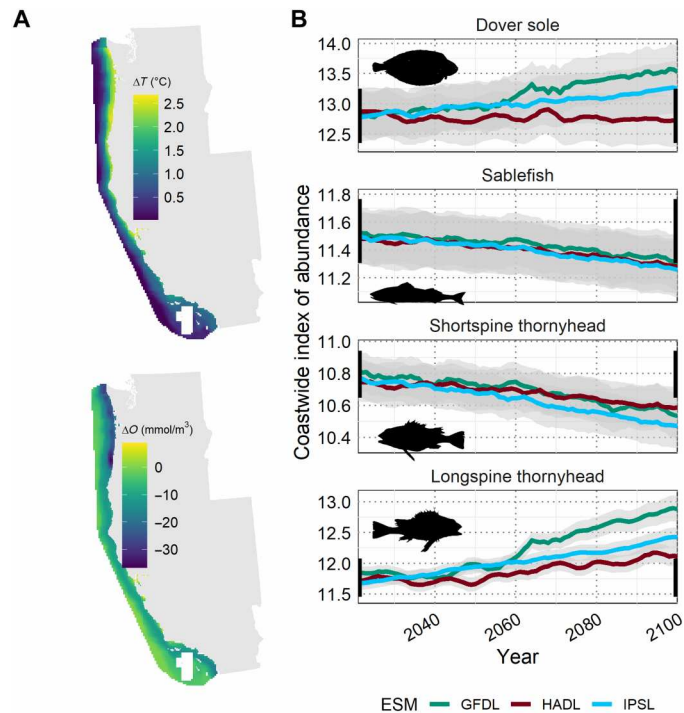 A
ΔT (°C)
2.5
2.0
1.5
1.0
0.5
ΔO (mmol/m³)
0
−10
−20
−30
B
Coastwide index of abundance
Dover sole
14.0
13.5
13.0
12.5
Sablefish
11.8
11.6
11.4
11.2
Shortspine thornyhead
11.0
10.8
10.6
10.4
Longspine thornyhead
13.0
12.5
12.0
11.5
2040 2060 2080 2100
Year
ESM GFDL HADL IPSL